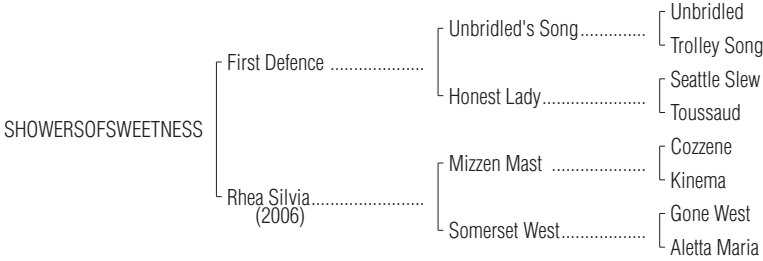 Unbridled
Unbridled's Song..............
Trolley Song
First Defence ....................
Seattle Slew
Honest Lady......................
Toussaud
SHOWERSOFSWEETNESS
Cozzene
Mizzen Mast ....................
Kinema
Rhea Silvia........................
(2006)
Gone West
Somerset West..................
Aletta Maria